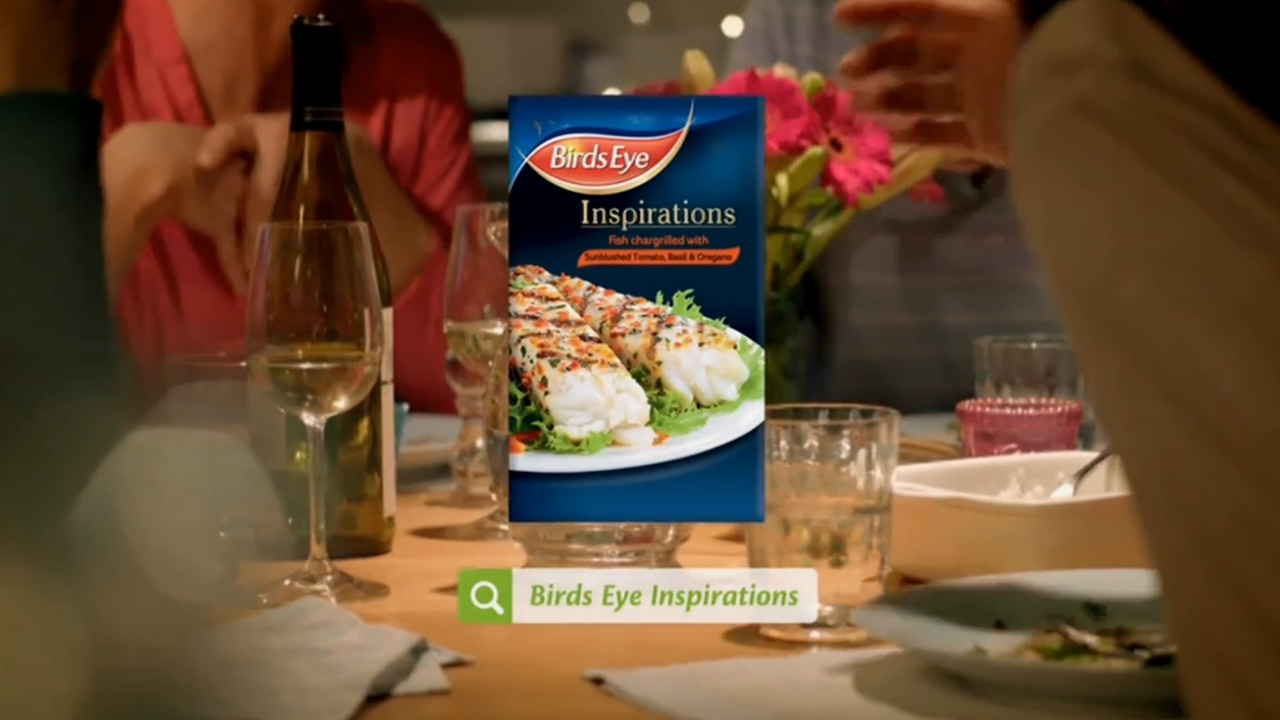 Birds Eye
Inspirations
Fish chargrilled with
Sunblushed Tomato, Basil & Oregano
Birds Eye Inspirations